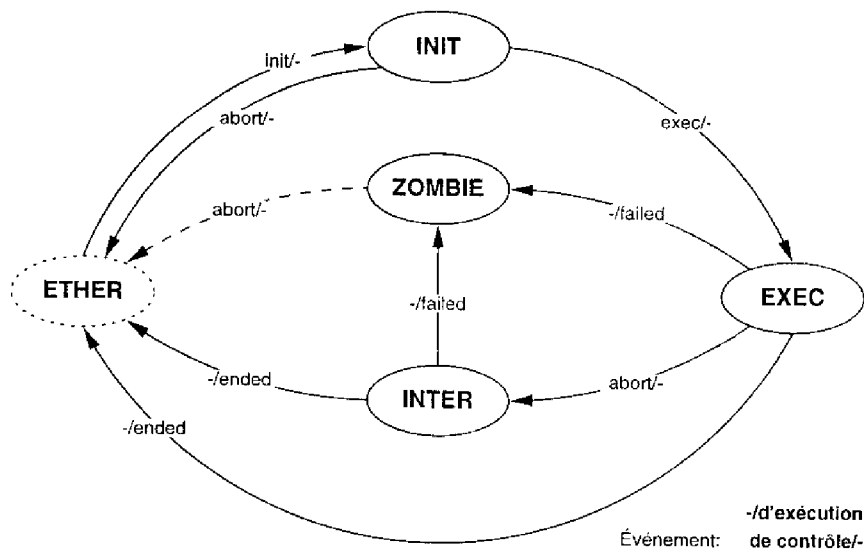 INIT
init/-
abort/-
exec/-
ZOMBIE
abort/-
-/failed
ETHER
EXEC
-/failed
-/ended
INTER
abort/-
-/ended
-/d'exécution
Événement: de contrôle/-